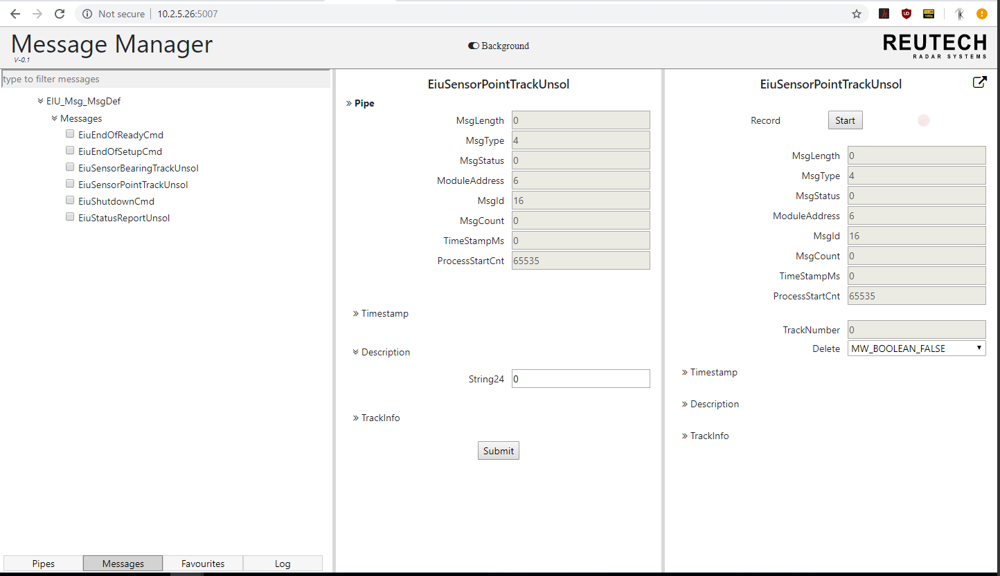 Not secure
10.2.5.26:5007
Message Manager
V-0.1
Background
REUTECH
RADAR SYSTEMS
type to filter messages
EIU_Msg_MsgDef
Messages
EiuEndOfReadyCmd
EiuEndOfSetupCmd
EiuSensorBearingTrackUnsol
EiuSensorPointTrackUnsol
EiuShutdownCmd
EiuStatusReportUnsol
Pipes Messages Favourites Log
EiuSensorPointTrackUnsol
Pipe
MsgLength 0
MsgType 4
MsgStatus 0
ModuleAddress 6
MsgId 16
MsgCount 0
TimeStampMs 0
ProcessStartCnt 65535
Timestamp
Description
String24 0
TrackInfo
Submit
EiuSensorPointTrackUnsol
Record Start
MsgLength 0
MsgType 4
MsgStatus 0
ModuleAddress 6
MsgId 16
MsgCount 0
TimeStampMs 0
ProcessStartCnt 65535
TrackNumber 0
Delete MW_BOOLEAN_FALSE
Timestamp
Description
TrackInfo